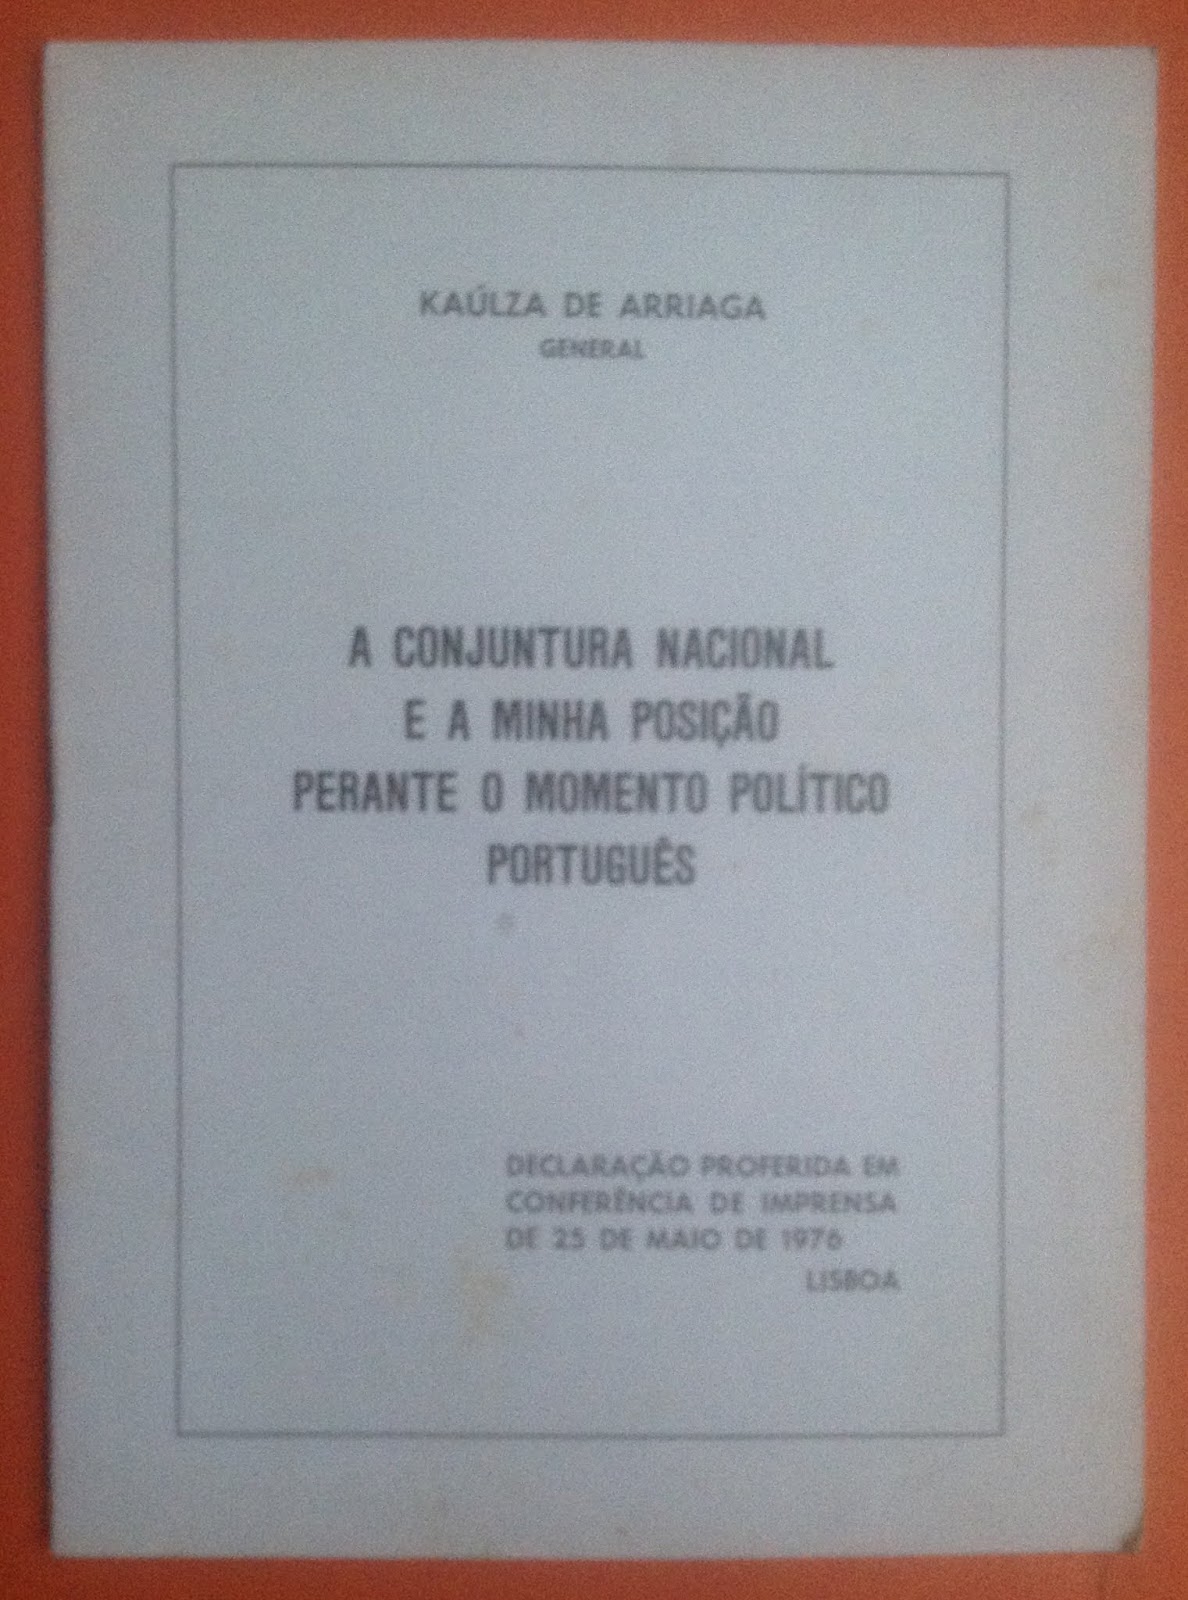 KAÚLZA DE ARRIAGA
GENERAL
A CONJUNTURA NACIONAL
E A MINHA POSIÇÃO
PERANTE O MOMENTO POLÍTICO
PORTUGUÊS
DECLARAÇÃO PROFERIDA EM
CONFERÊNCIA DE IMPRENSA
DE 25 DE MAIO DE 1976
LISBOA